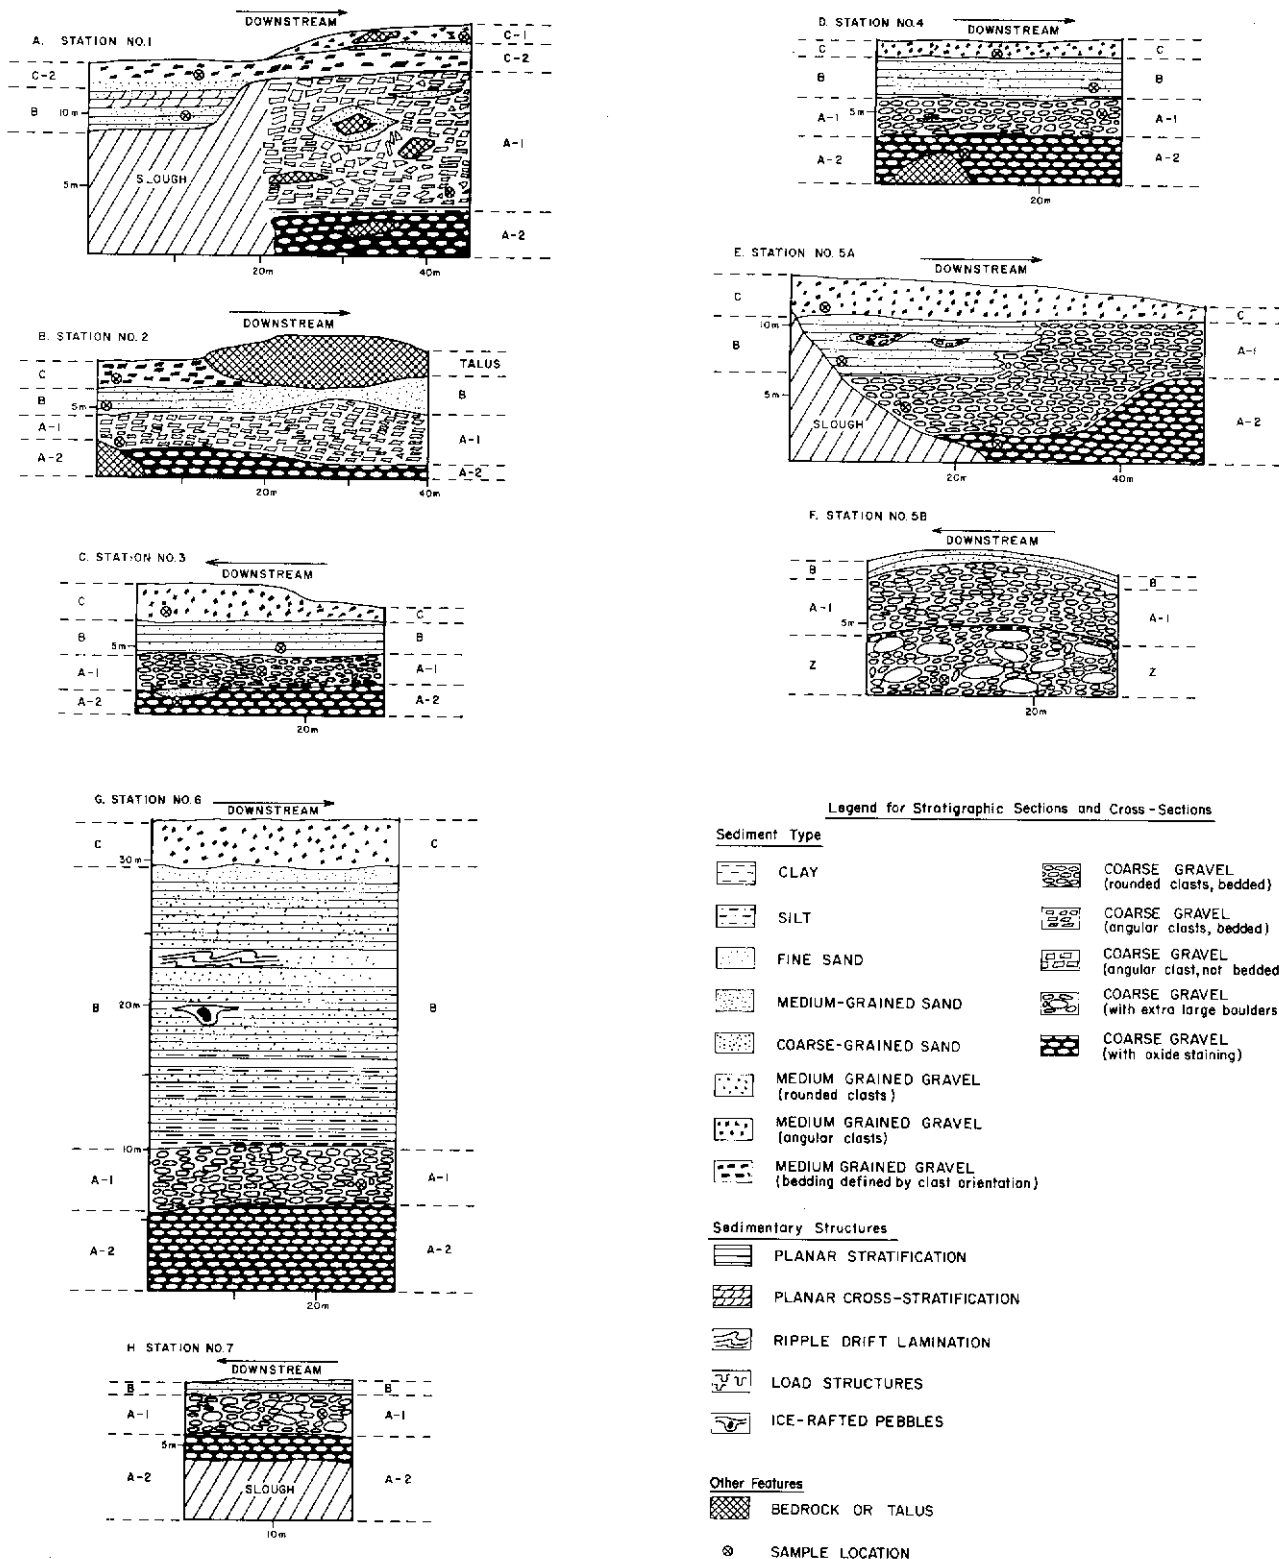 A. STATION NO.1
DOWNSTREAM
C-2
B
10m
5m
SLOUGH
C-1
C-2
A-1
A-2
20m
40m
B. STATION NO.2
DOWNSTREAM
C
B
5m
A-1
A-2
TALUS
B
A-1
A-2
20m
40m
C. STATION NO.3
DOWNSTREAM
C
B
5m
A-1
A-2
C
B
A-1
A-2
20m
D. STATION NO.4
DOWNSTREAM
C
B
5m
A-1
A-2
C
B
A-1
A-2
20m
E. STATION NO. 5A
DOWNSTREAM
C
10m
B
5m
SLOUGH
C
A-1
A-2
20m
40m
F. STATION NO. 5B
DOWNSTREAM
B
A-1
5m
Z
B
A-1
Z
20m
G. STATION NO.6
DOWNSTREAM
C
30m
B
20m
10m
A-1
A-2
C
B
A-1
A-2
20m
H STATION NO.7
DOWNSTREAM
B
A-1
5m
A-2
SLOUGH
B
A-1
A-2
10m
Legend for Stratigraphic Sections and Cross-Sections
Sediment Type
CLAY
SILT
FINE SAND
MEDIUM-GRAINED SAND
COARSE-GRAINED SAND
MEDIUM GRAINED GRAVEL
(rounded clasts)
MEDIUM GRAINED GRAVEL
(angular clasts)
MEDIUM GRAINED GRAVEL
(bedding defined by clast orientation)
COARSE GRAVEL
(rounded clasts, bedded)
COARSE GRAVEL
(angular clasts, bedded)
COARSE GRAVEL
(angular clast, not bedded
COARSE GRAVEL
(with extra large boulders
COARSE GRAVEL
(with oxide staining)
Sedimentary Structures
PLANAR STRATIFICATION
PLANAR CROSS-STRATIFICATION
RIPPLE DRIFT LAMINATION
LOAD STRUCTURES
ICE-RAFTED PEBBLES
Other Features
BEDROCK OR TALUS
SAMPLE LOCATION